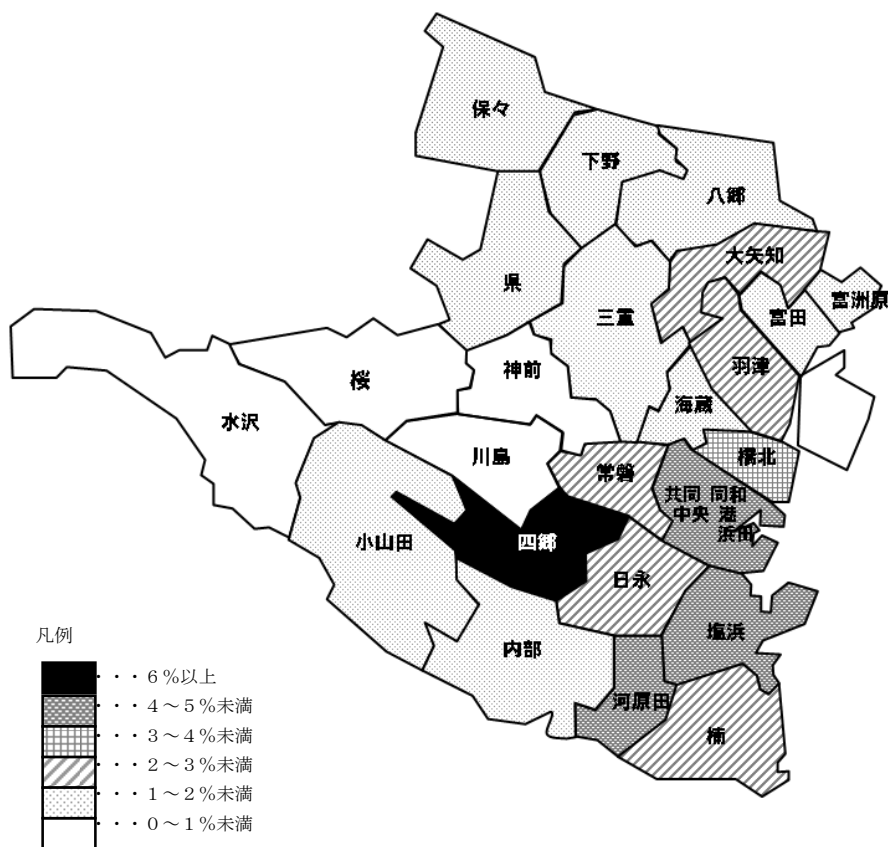 保々
下野
八郷
大矢知
県
富洲原
三重
富田
羽津
神前
桜
海蔵
水沢
川島
橋北
常磐
共同 同和
中央 港
浜田
四郷
小山田
日永
塩浜
内部
河原田
楠
凡例
・・・６％以上
・・・４～５％未満
・・・３～４％未満
・・・２～３％未満
・・・１～２％未満
・・・０～１％未満